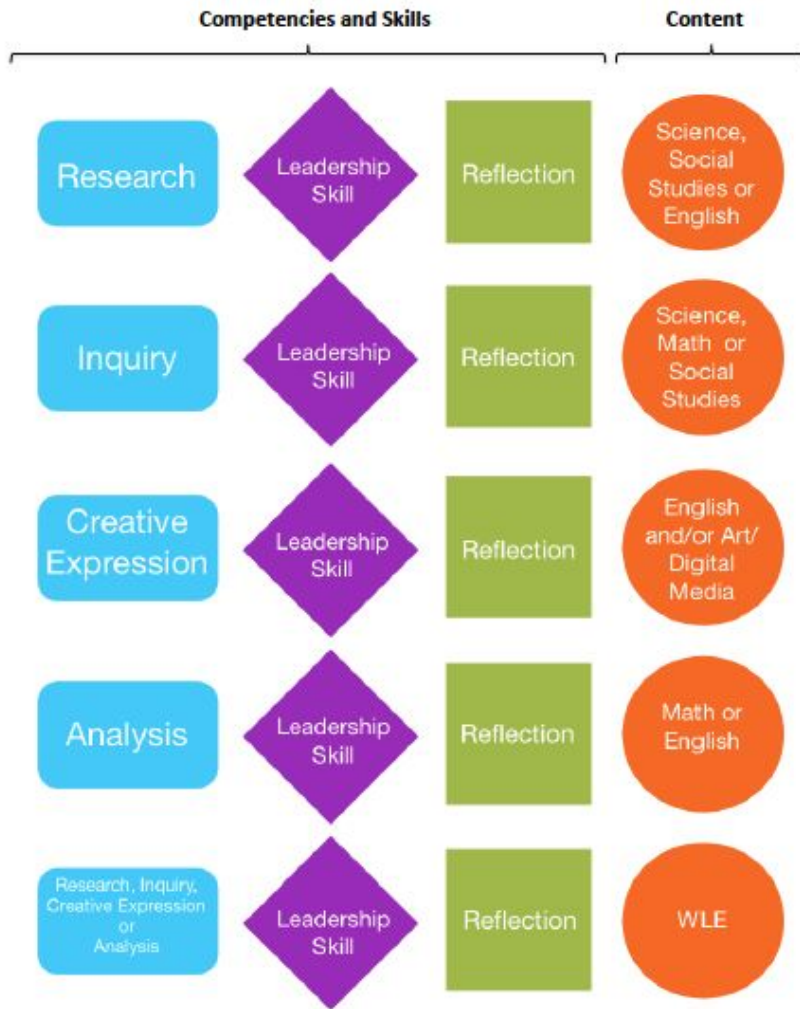 Competencies and Skills
Content
Research
Leadership
Skill
Reflection
Science,
Social
Studies or
English
Inquiry
Leadership
Skill
Reflection
Science,
Math or
Social
Studies
Creative
Expression
Leadership
Skill
Reflection
English
and/or Art/
Digital
Media
Analysis
Leadership
Skill
Reflection
Math or
English
Research, Inquiry,
Creative Expression
or
Analysis
Leadership
Skill
Reflection
WLE